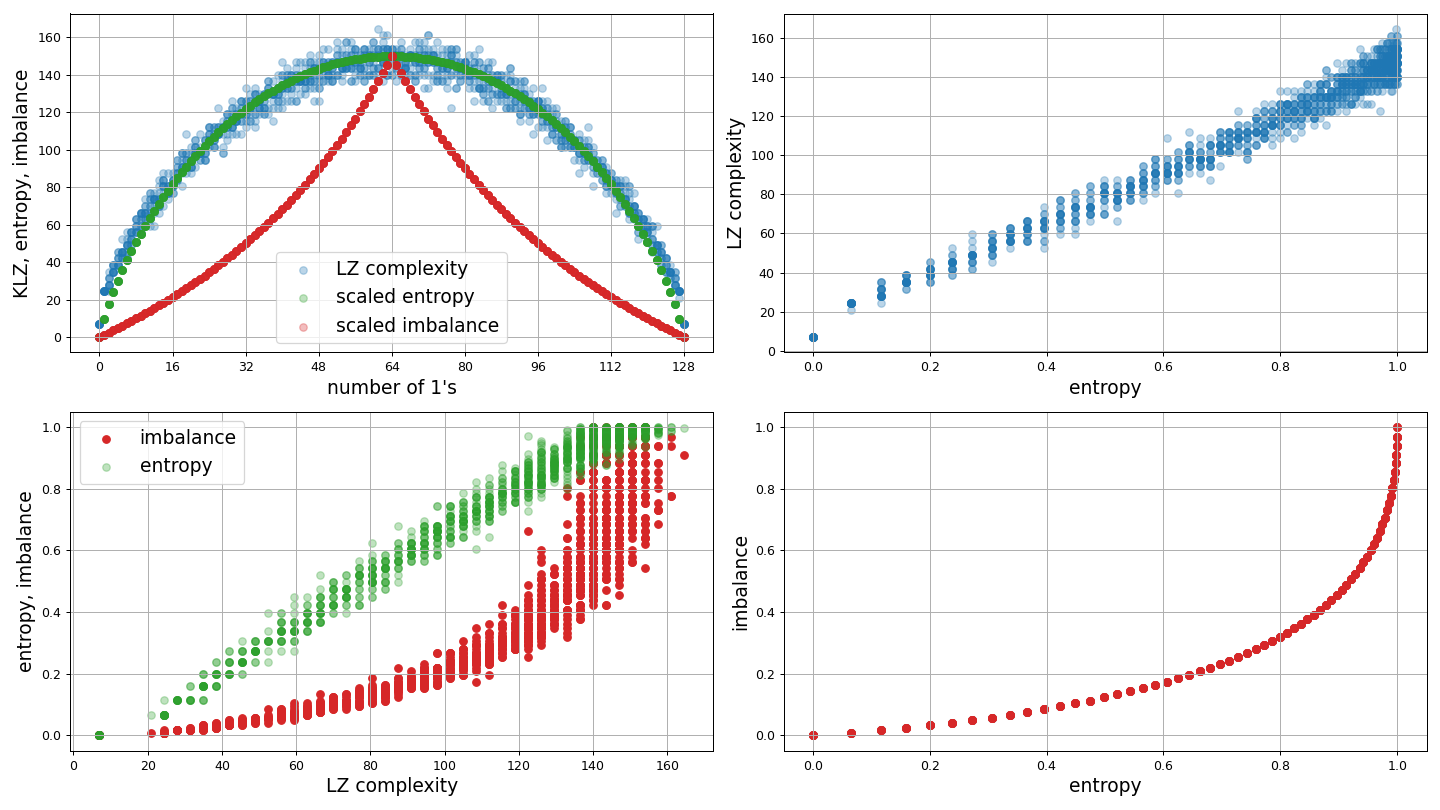 KLZ, entropy, imbalance
160
140
120
100
80
60
40
20
0
LZ complexity
scaled entropy
scaled imbalance
0 16 32 48 64 80 96 112 128
number of 1's
LZ complexity
160
140
120
100
80
60
40
20
0
0.0 0.2 0.4 0.6 0.8 1.0
entropy
entropy, imbalance
1.0
0.8
0.6
0.4
0.2
0.0
imbalance
entropy
0 20 40 60 80 100 120 140 160
LZ complexity
imbalance
1.0
0.8
0.6
0.4
0.2
0.0
0.0 0.2 0.4 0.6 0.8 1.0
entropy